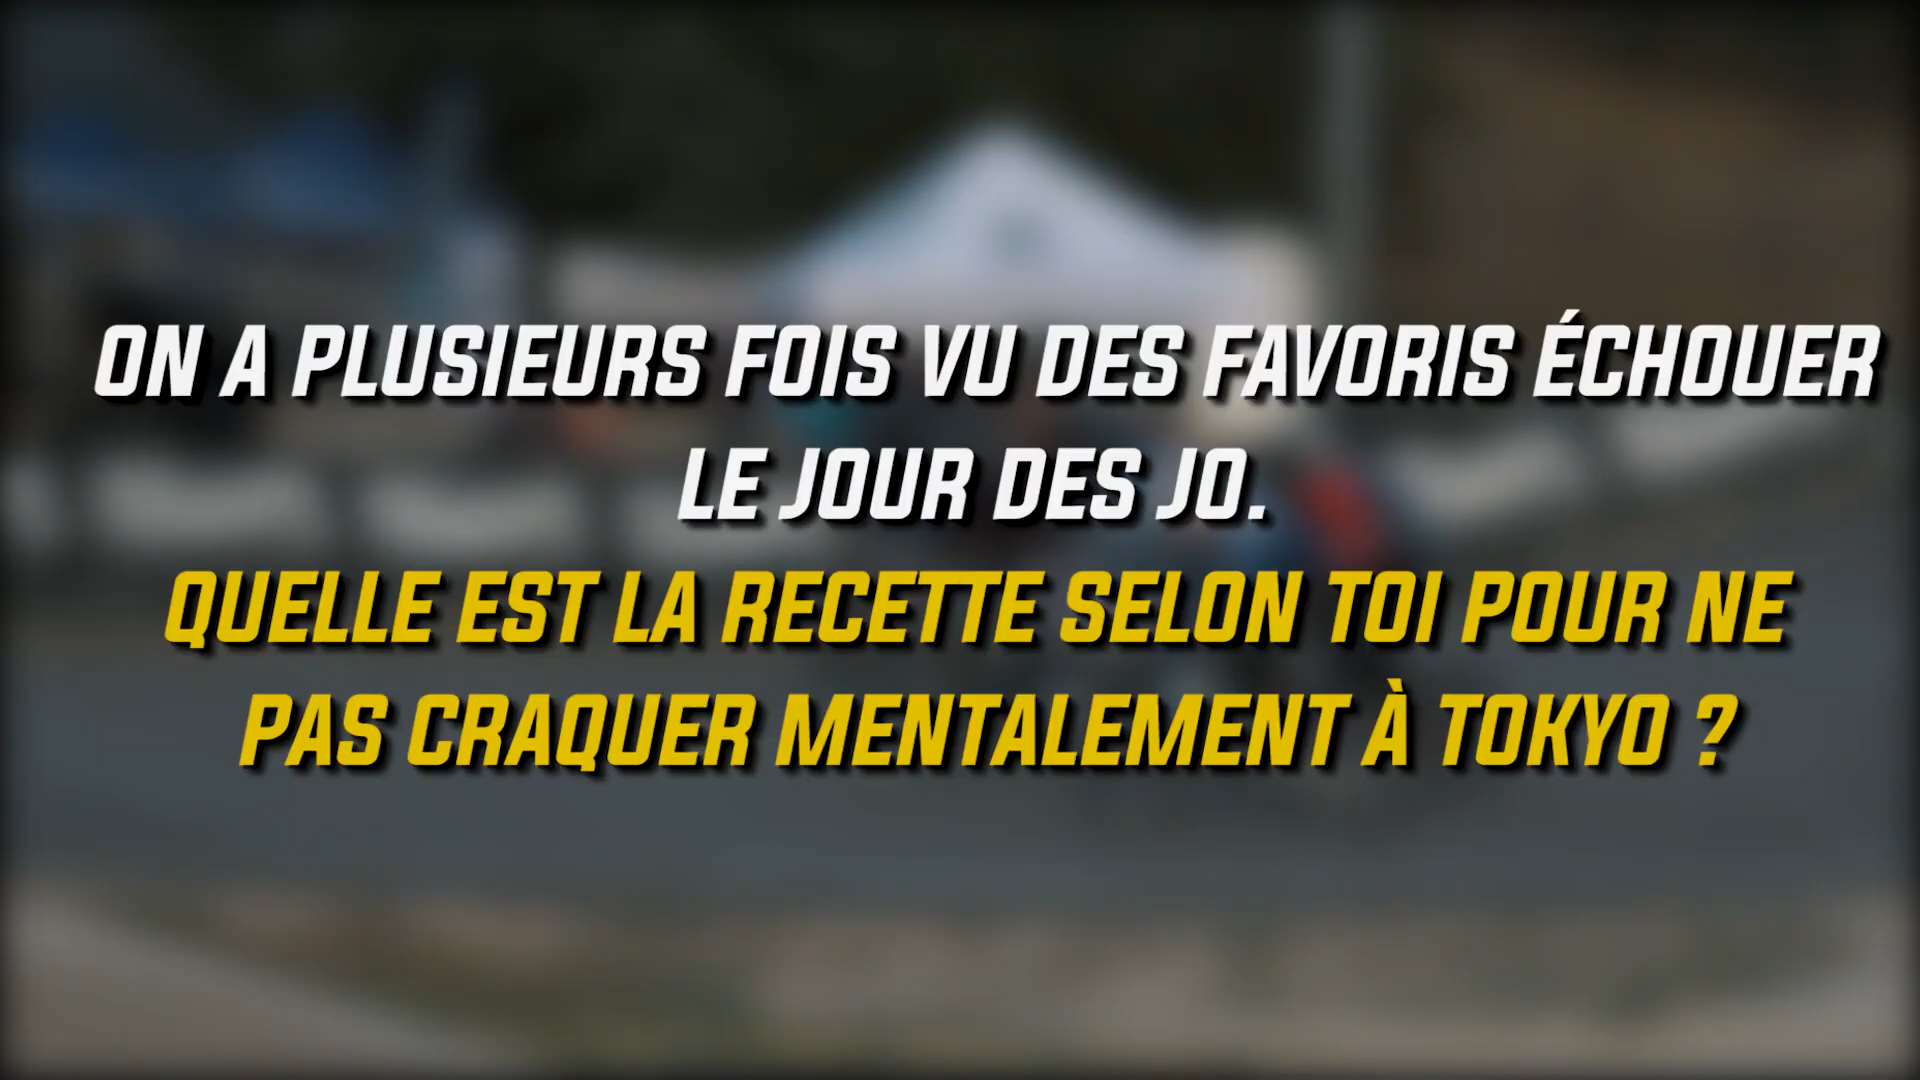 ON A PLUSIEURS FOIS VU DES FAVORIS ÉCHOUER
LE JOUR DES JO.
QUELLE EST LA RECETTE SELON TOI POUR NE
PAS CRAQUER MENTALEMENT À TOKYO ?